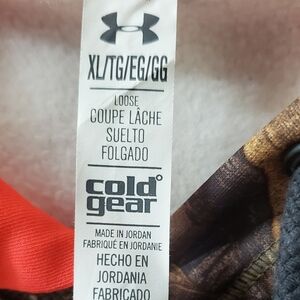 XL/TG/EG/GG
LOOSE
COUPE LÂCHE
SUELTO
FOLGADO
cold
gear
MADE IN JORDAN
FABRIQUÉ EN JORDANIE
HECHO EN
JORDANIA
FABRICADO